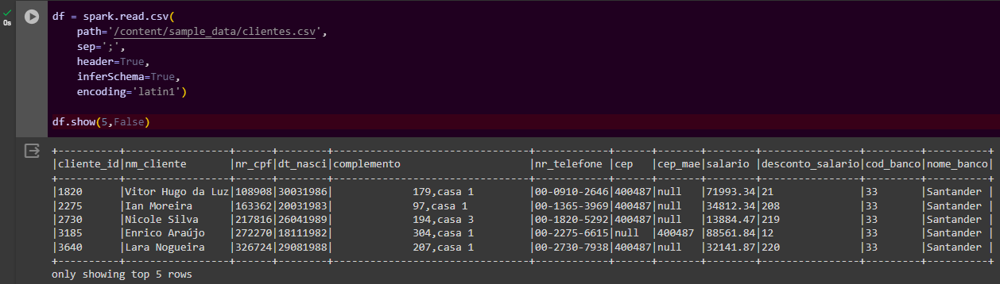 0s
df = spark.read.csv(
    path='/content/sample_data/clientes.csv',
    sep=';',
    header=True,
    inferSchema=True,
    encoding='latin1')
df.show(5,False)
+----------+----------------+------+--------+------------------------------+------------+------+-------+--------+----------------+---------+----------+
|cliente_id|nm_cliente      |nr_cpf|dt_nasci|complemento                   |nr_telefone |cep   |cep_mae|salario |desconto_salario|cod_banco|nome_banco|
+----------+----------------+------+--------+------------------------------+------------+------+-------+--------+----------------+---------+----------+
|1820      |Vitor Hugo da Luz|108908|30031986|            179,casa 1         |00-0910-2646|400487|null   |71993.34|21              |33       |Santander |
|2275      |Ian Moreira     |163362|20031983|            97,casa 1          |00-1365-3969|400487|null   |34812.34|208             |33       |Santander |
|2730      |Nicole Silva    |217816|26041989|            194,casa 3         |00-1820-5292|400487|null   |13884.47|219             |33       |Santander |
|3185      |Enrico Araújo   |272270|18111982|            304,casa 1         |00-2275-6615|null  |400487 |88561.84|12              |33       |Santander |
|3640      |Lara Nogueira   |326724|29081988|            207,casa 1         |00-2730-7938|400487|null   |32141.87|220             |33       |Santander |
+----------+----------------+------+--------+------------------------------+------------+------+-------+--------+----------------+---------+----------+
only showing top 5 rows